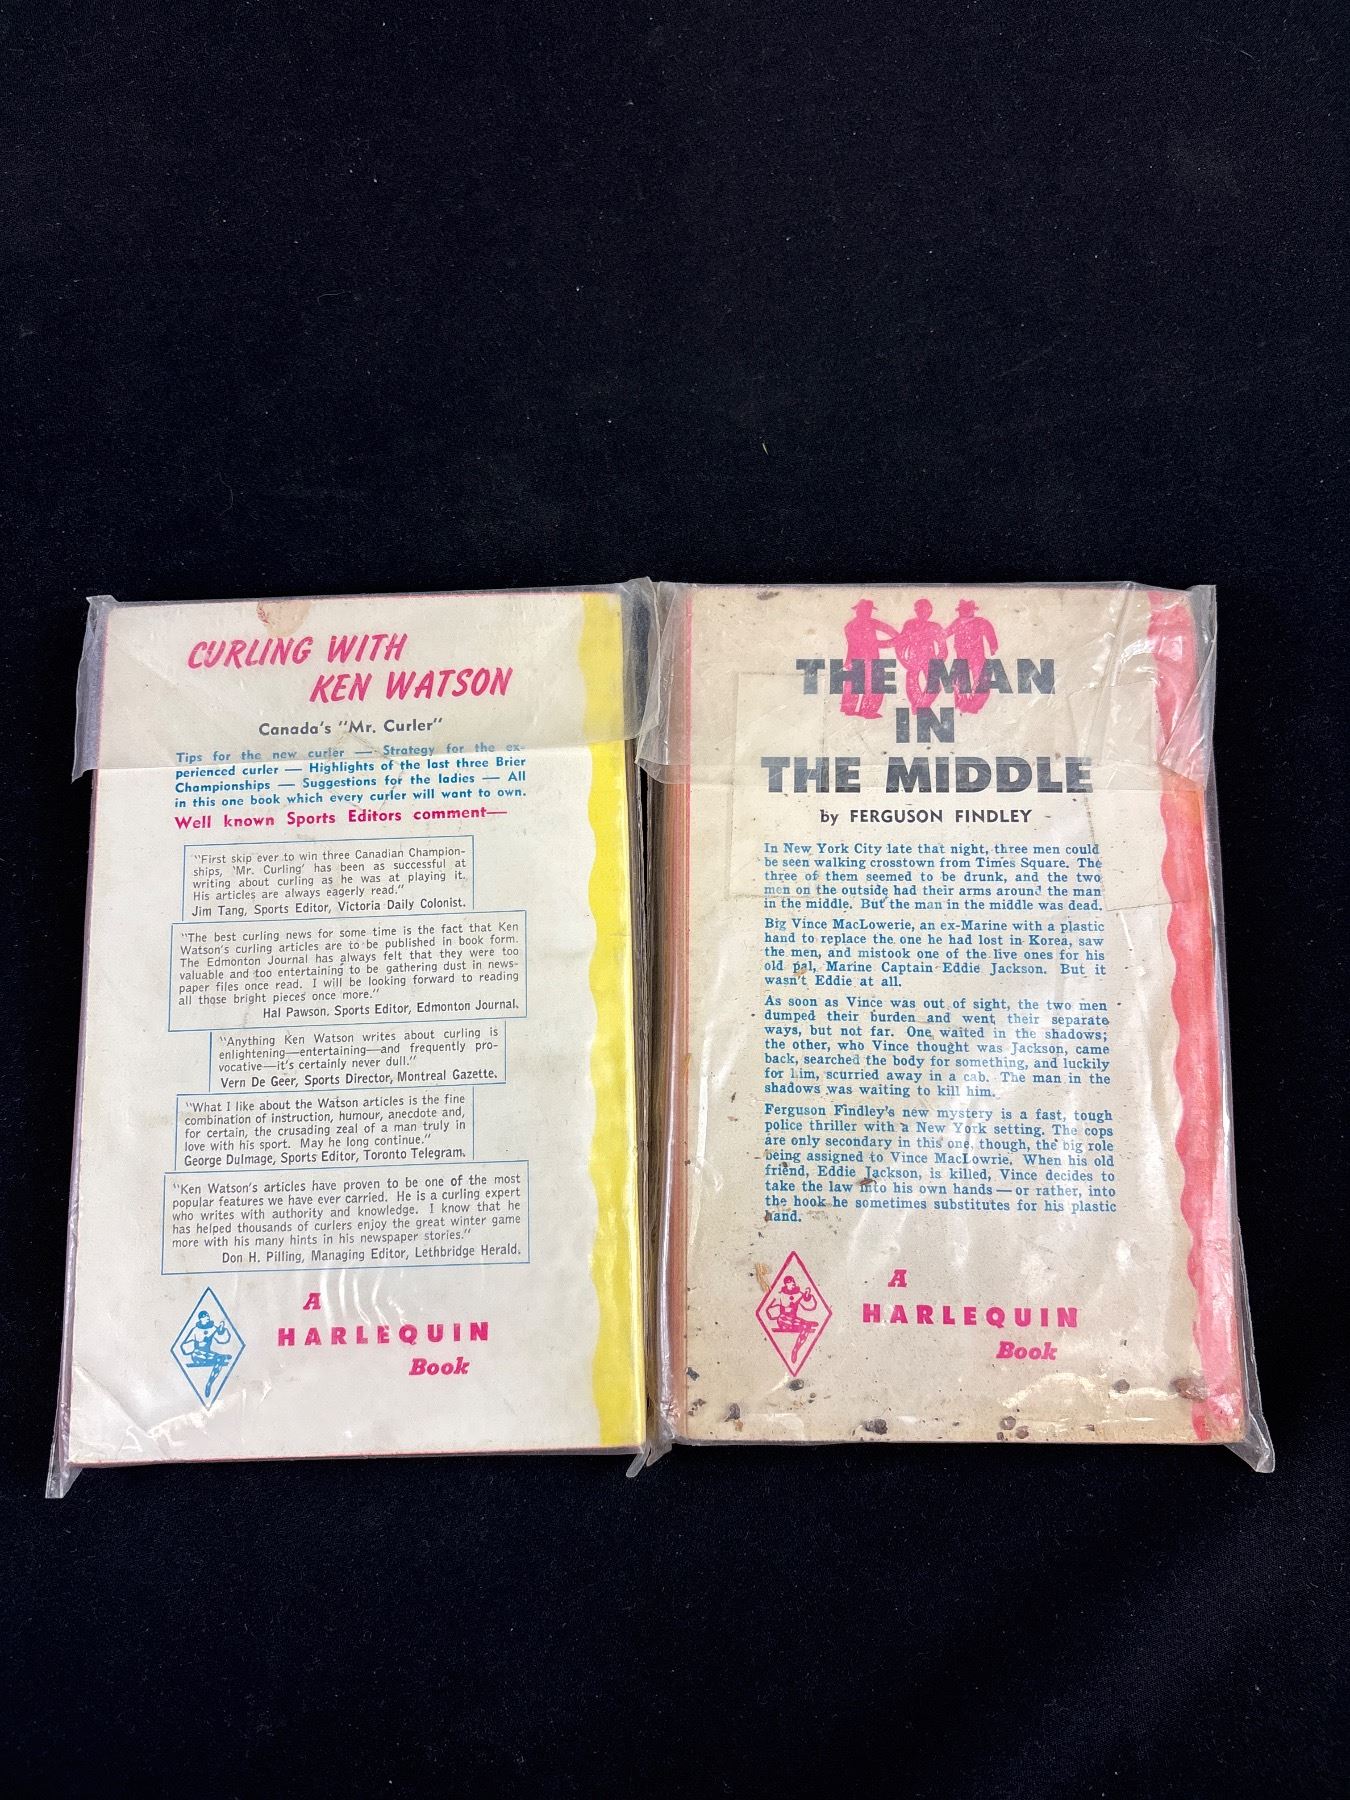 CURLING WITH
KEN WATSON
Canada's "Mr. Curler"
Tips for the new curler — Strategy for the ex-
perienced curler — Highlights of the last three Brier
Championships — Suggestions for the ladies — All
in this one book which every curler will want to own.
Well known Sports Editors comment—
"First skip ever to win three Canadian Champion-
ships, 'Mr. Curling' has been as successful at
writing about curling as he was at playing it.
His articles are always eagerly read."
Jim Tang, Sports Editor, Victoria Daily Colonist.
"The best curling news for some time is the fact that Ken
Watson's curling articles are to be published in book form.
The Edmonton Journal has always felt that they were too
valuable and too entertaining to be gathering dust in news-
paper files once read. I will be looking forward to reading
all those bright pieces once more."
Hal Pawson, Sports Editor, Edmonton Journal.
"Anything Ken Watson writes about curling is
enlightening—entertaining—and frequently pro-
vocative—it's certainly never dull."
Vern De Geer, Sports Director, Montreal Gazette.
"What I like about the Watson articles is the fine
combination of instruction, humour, anecdote and,
for certain, the crusading zeal of a man truly in
love with his sport. May he long continue."
George Dulmage, Sports Editor, Toronto Telegram.
"Ken Watson's articles have proven to be one of the most
popular features we have ever carried. He is a curling expert
who writes with authority and knowledge. I know that he
has helped thousands of curlers enjoy the great winter game
more with his many hints in his newspaper stories."
Don H. Pilling, Managing Editor, Lethbridge Herald.
A
HARLEQUIN
Book
THE MAN
IN
THE MIDDLE
by FERGUSON FINDLEY
In New York City late that night, three men could
be seen walking crosstown from Times Square. The
three of them seemed to be drunk, and the two
men on the outside had their arms around the man
in the middle. But the man in the middle was dead.
Big Vince MacLowerie, an ex-Marine with a plastic
hand to replace the one he had lost in Korea, saw
the men, and mistook one of the live ones for his
old pal, Marine Captain Eddie Jackson. But it
wasn't Eddie at all.
As soon as Vince was out of sight, the two men
dumped their burden and went their separate
ways, but not far. One waited in the shadows;
the other, who Vince thought was Jackson, came
back, searched the body for something, and luckily
for him, scurried away in a cab. The man in the
shadows was waiting to kill him.
Ferguson Findley's new mystery is a fast, tough
police thriller with a New York setting. The cops
are only secondary in this one, though, the big role
being assigned to Vince MacLowrie. When his old
friend, Eddie Jackson, is killed, Vince decides to
take the law into his own hands — or rather, into
the hook he sometimes substitutes for his plastic
hand.
A
HARLEQUIN
Book